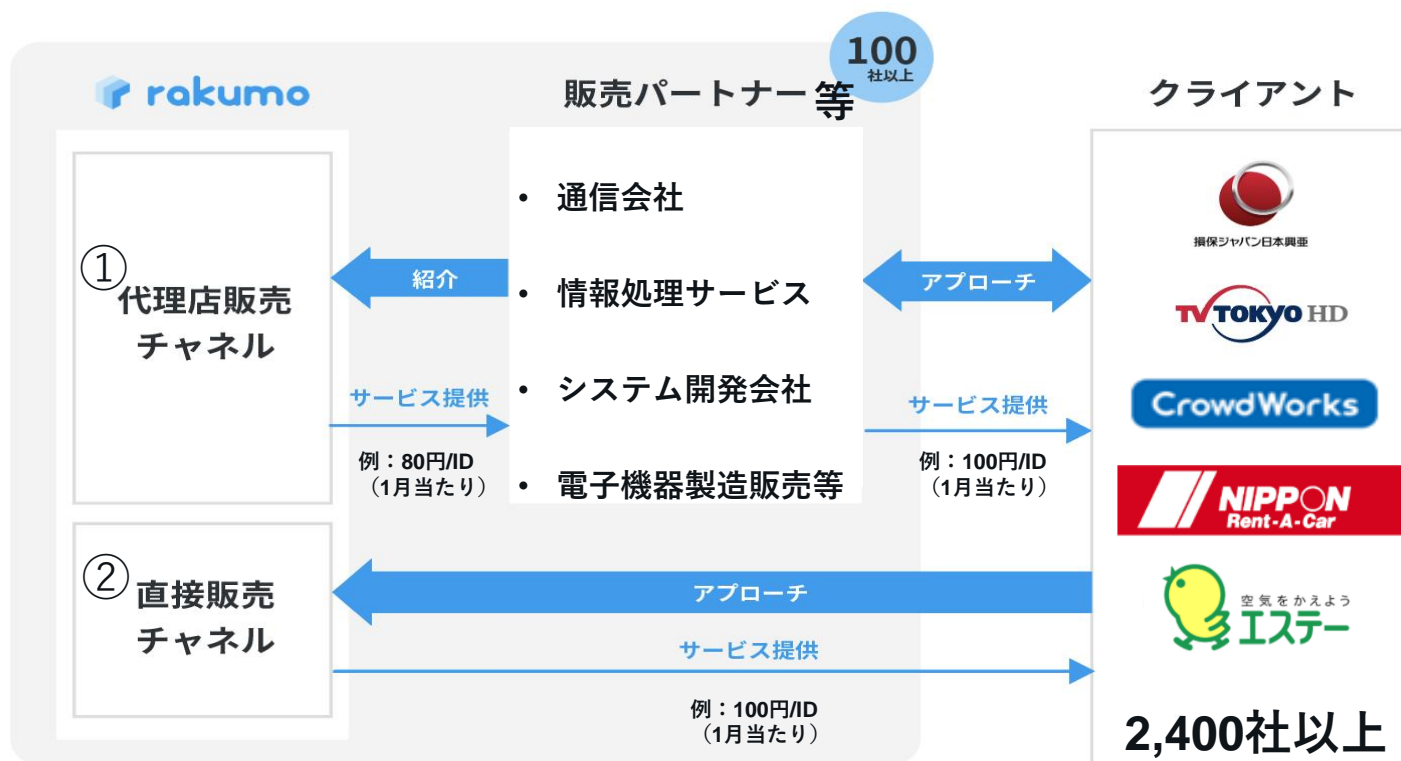 rakumo
販売パートナー等
100
社以上
クライアント
①
代理店販売
チャネル
紹介
サービス提供
例：80円/ID
（1月当たり）
• 通信会社
• 情報処理サービス
• システム開発会社
• 電子機器製造販売等
アプローチ
サービス提供
例：100円/ID
（1月当たり）
②
直接販売
チャネル
アプローチ
サービス提供
例：100円/ID
（1月当たり）
損保ジャパン日本興亜
TV TOKYO HD
CrowdWorks
NIPPON
Rent-A-Car
空気をかえよう
エステー
2,400社以上